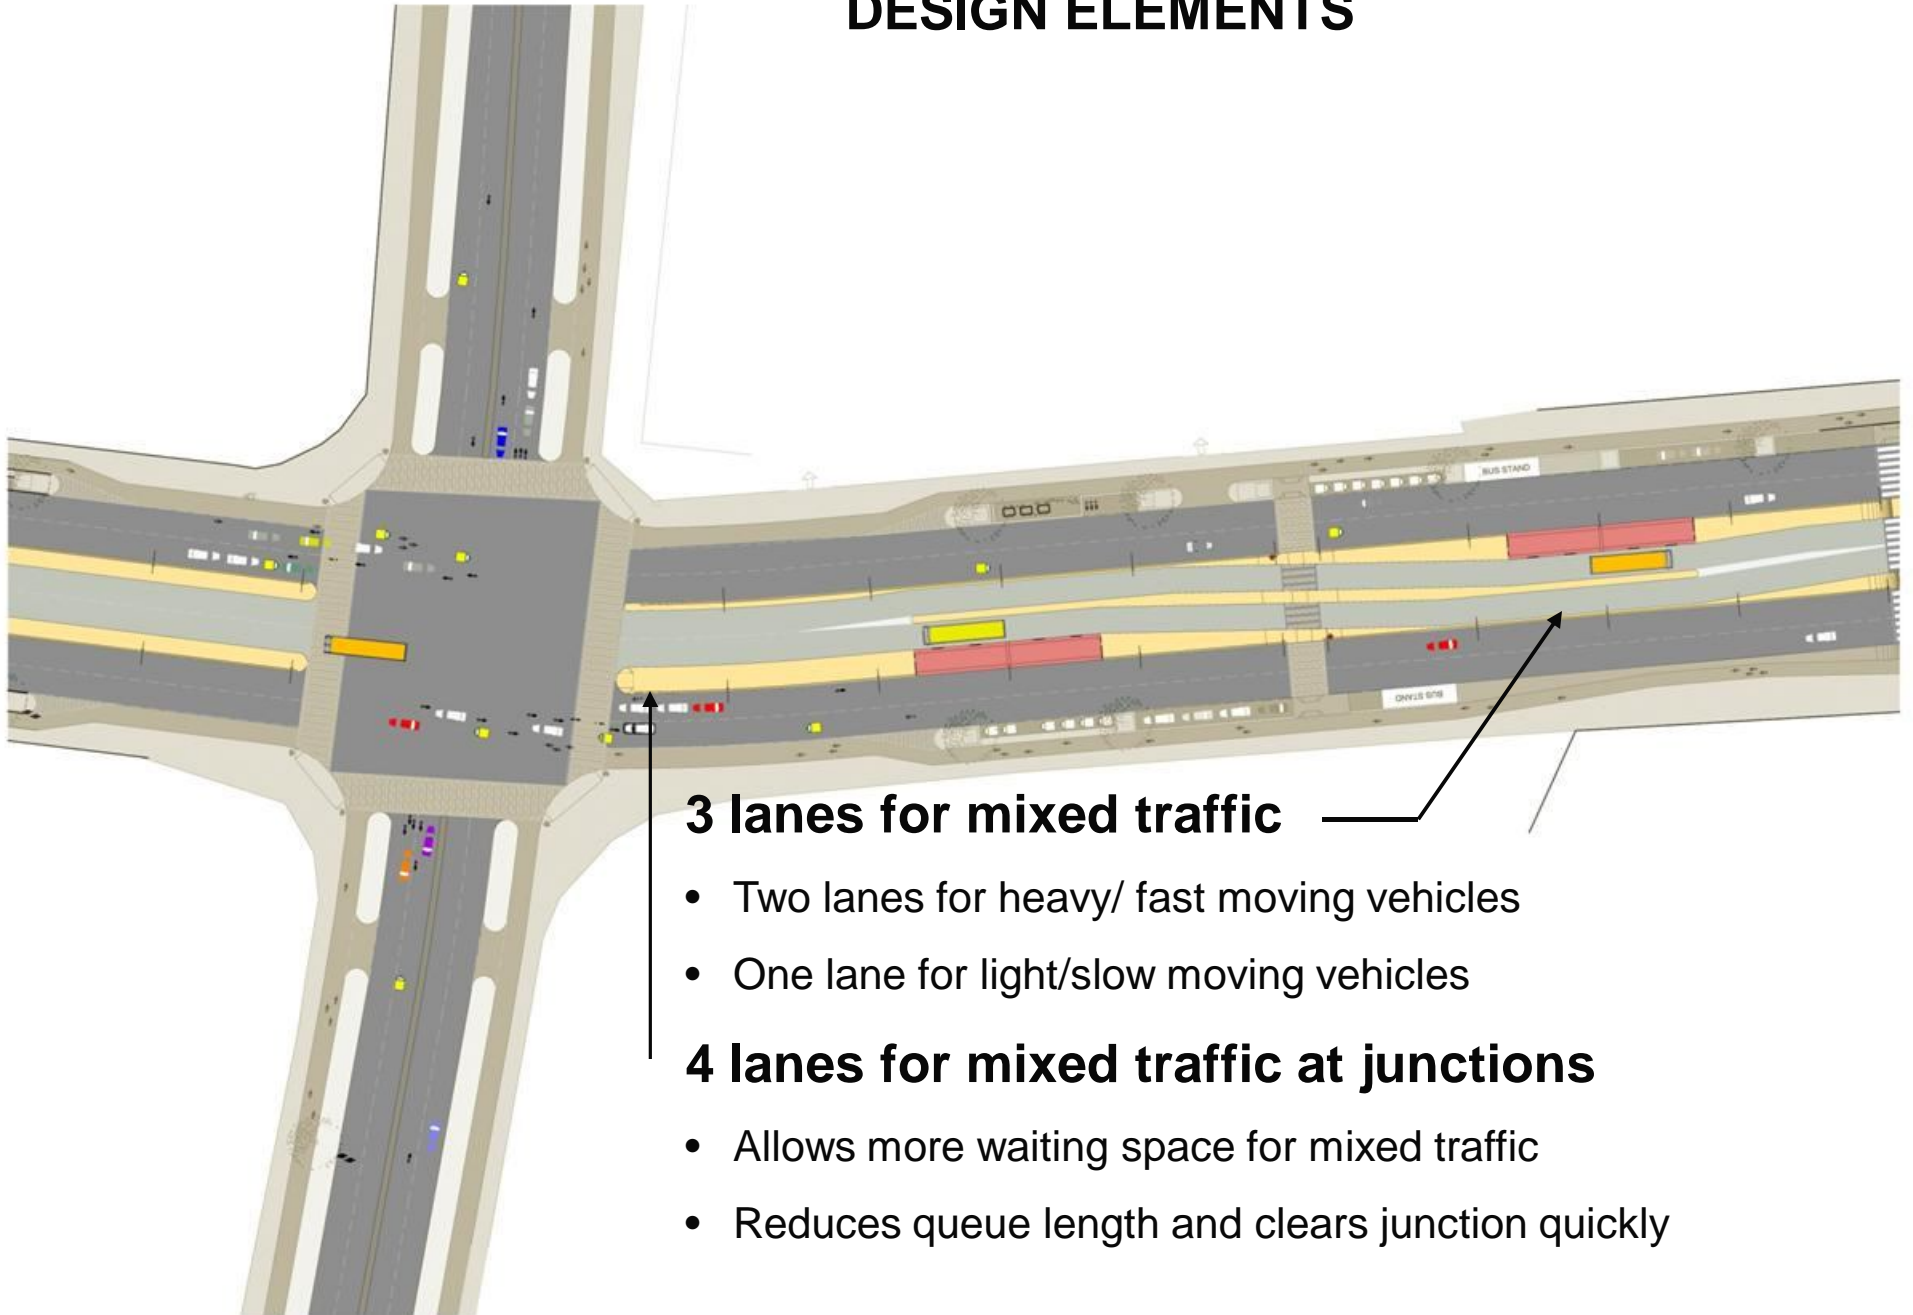 DESIGN ELEMENTS
BUS STAND
BUS STAND
3 lanes for mixed traffic
• Two lanes for heavy/ fast moving vehicles
• One lane for light/slow moving vehicles
4 lanes for mixed traffic at junctions
• Allows more waiting space for mixed traffic
• Reduces queue length and clears junction quickly